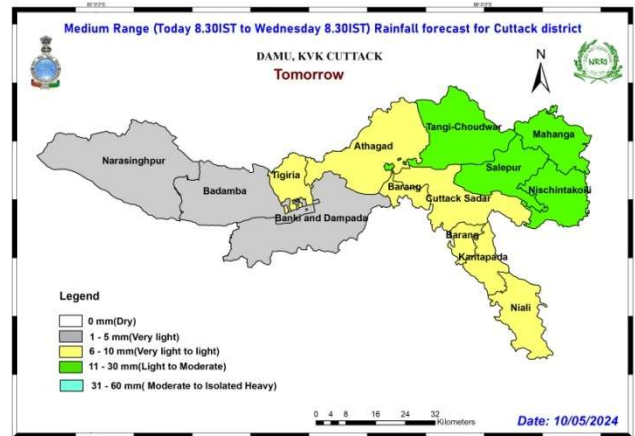 Medium Range (Today 8.30IST to Wednesday 8.30IST) Rainfall forecast for Cuttack district
DAMU, KVK CUTTACK
Tomorrow
N
NRRI
Tangi-Choudwar
Mahanga
Athagad
Narasinghpur
Salepur
Tigiria
Badamba
Nischintakoili
Barang
Cuttack Sadar
Banki and Dampada
Barang
Kantapada
Niali
Legend
0 mm(Dry)
1 - 5 mm(Very light)
6 - 10 mm(Very light to light)
11 - 30 mm(Light to Moderate)
31 - 60 mm( Moderate to Isolated Heavy)
0 4 8 16 24 32
Kilometers
Date: 10/05/2024